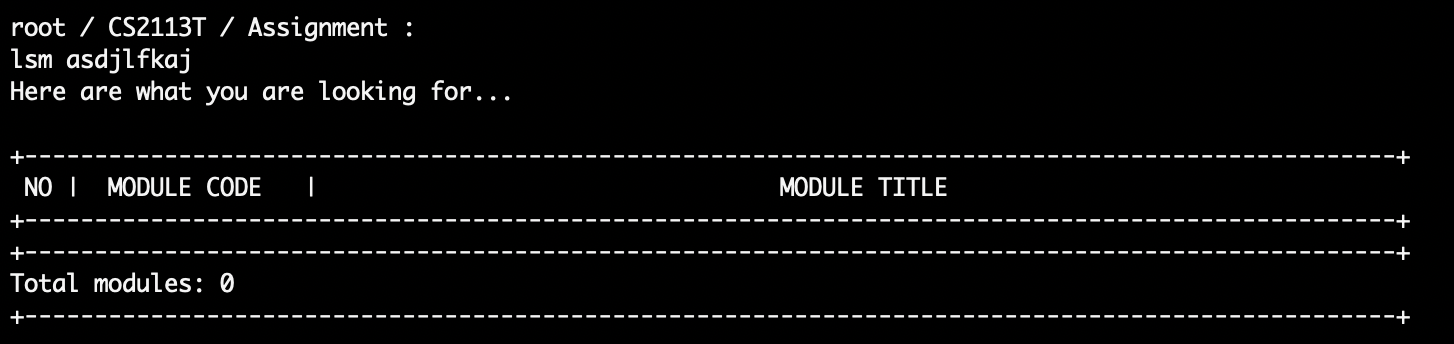 root / CS2113T / Assignment :
lsm asdjlfkaj
Here are what you are looking for...
+--------------------------------------------------------------------------------------------------+
NO |  MODULE CODE   |                                 MODULE TITLE
+--------------------------------------------------------------------------------------------------+
+--------------------------------------------------------------------------------------------------+
Total modules: 0
+--------------------------------------------------------------------------------------------------+